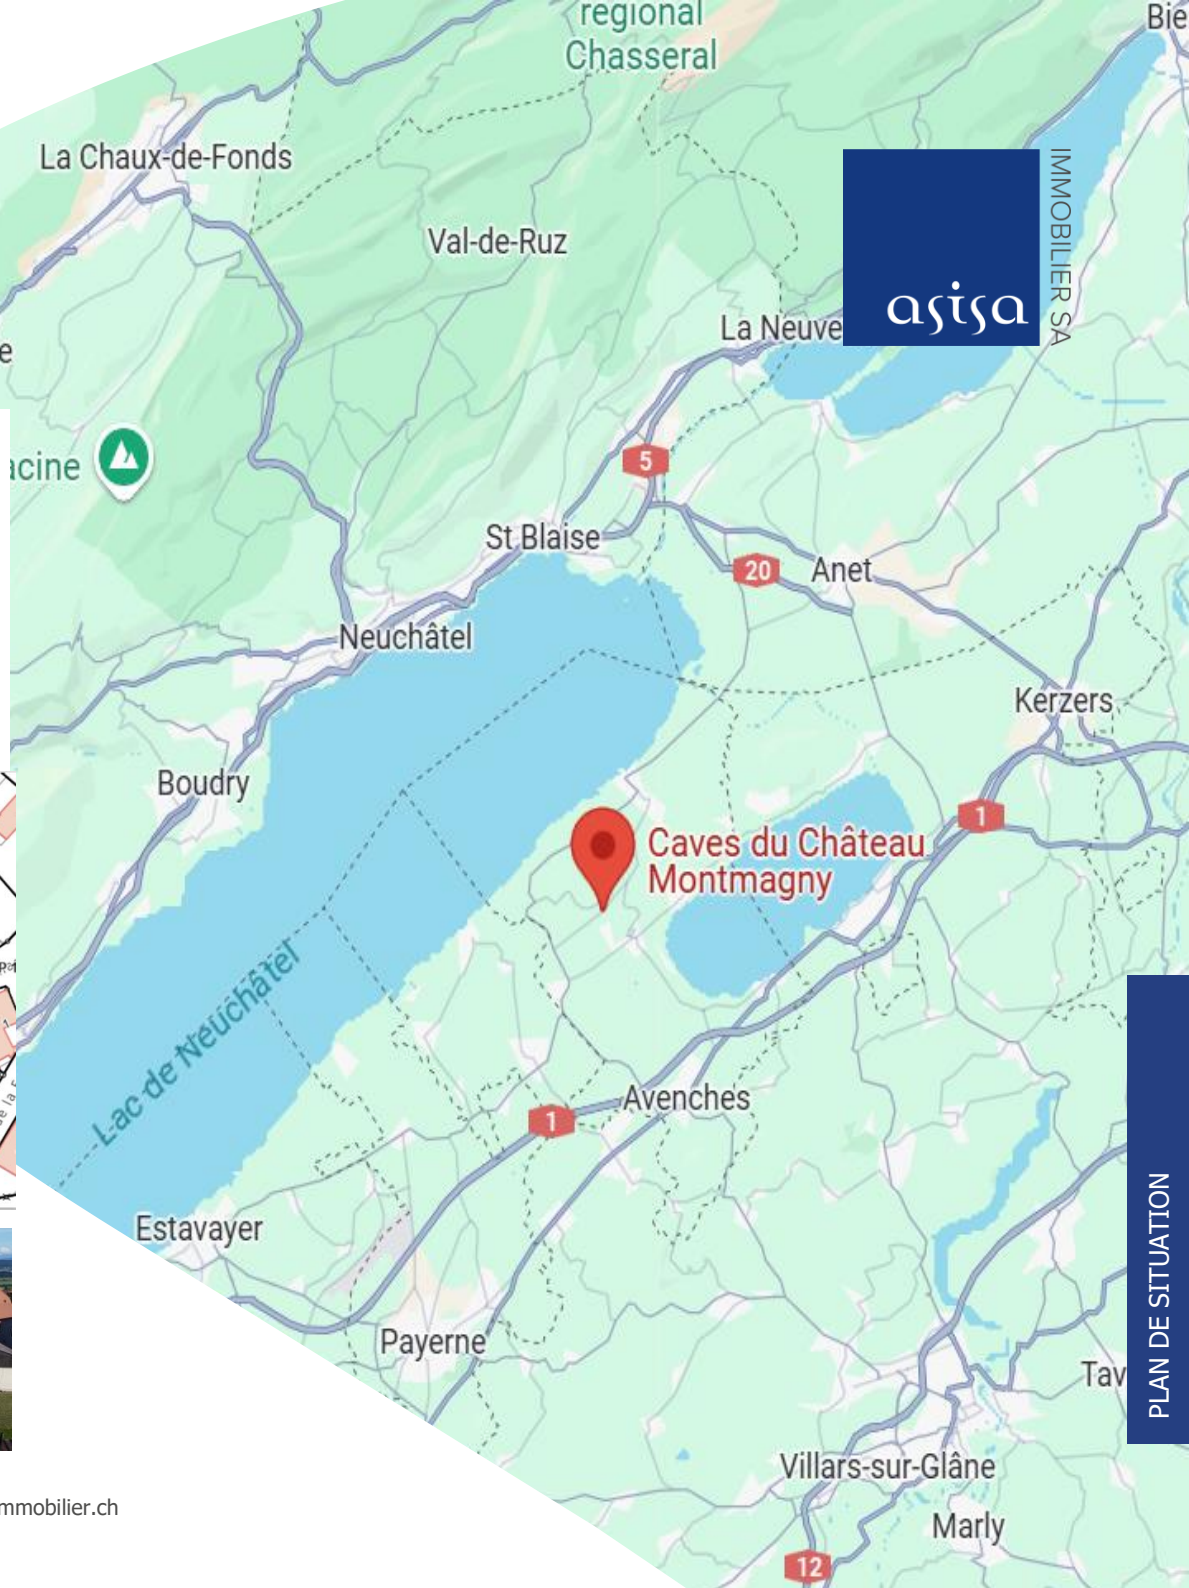 regional
Chasseral
Bie
La Chaux-de-Fonds
IMMOBILIER SA
Val-de-Ruz
asisa
La Neuve
e
5
acine
St Blaise
20
Anet
Neuchâtel
Kerzers
Boudry
1
Caves du Château
Montmagny
Lac de Neuchâtel
Avenches
1
Estavayer
PLAN DE SITUATION
Payerne
Tav
Villars-sur-Glâne
mmobilier.ch
Marly
12